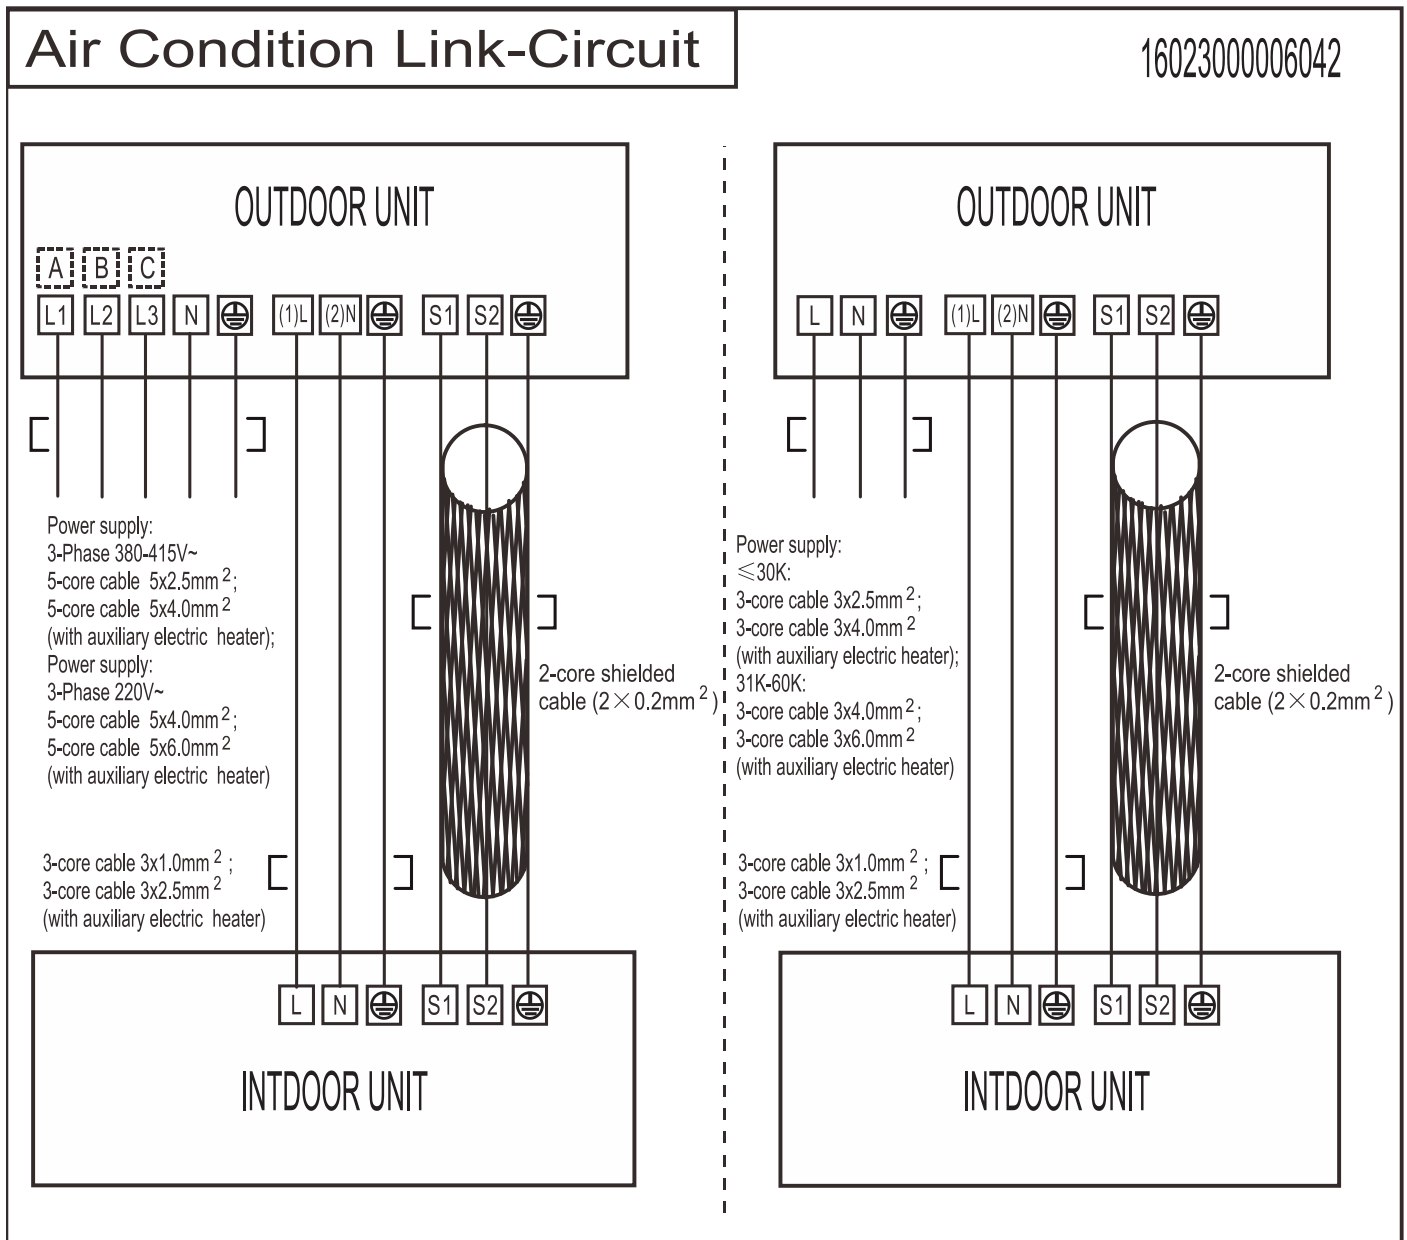 Air Condition Link-Circuit
16023000006042
OUTDOOR UNIT
A B C
L1 L2 L3 N (1)L (2)N S1 S2
Power supply:
3-Phase 380-415V~
5-core cable 5x2.5mm²;
5-core cable 5x4.0mm²
(with auxiliary electric heater);
Power supply:
3-Phase 220V~
5-core cable 5x4.0mm²;
5-core cable 5x6.0mm²
(with auxiliary electric heater)
2-core shielded
cable (2×0.2mm²)
3-core cable 3x1.0mm²;
3-core cable 3x2.5mm²
(with auxiliary electric heater)
L N S1 S2
INTDOOR UNIT
OUTDOOR UNIT
L N (1)L (2)N S1 S2
Power supply:
≤30K:
3-core cable 3x2.5mm²;
3-core cable 3x4.0mm²
(with auxiliary electric heater);
31K-60K:
3-core cable 3x4.0mm²;
3-core cable 3x6.0mm²
(with auxiliary electric heater)
2-core shielded
cable (2×0.2mm²)
3-core cable 3x1.0mm²;
3-core cable 3x2.5mm²
(with auxiliary electric heater)
L N S1 S2
INTDOOR UNIT